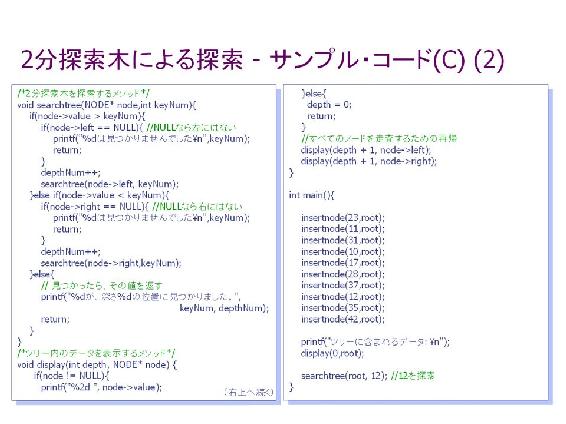 2分探索木による探索 - サンプル・コード(C) (2)
/*2分探索木を探索するメソッド*/
void searchtree(NODE* node,int keyNum){
if(node->value > keyNum){
if(node->left == NULL){ //NULLなら左にはない
printf("%dは見つかりませんでした¥n",keyNum);
return;
}
depthNum++;
searchtree(node->left, keyNum);
}else if(node->value < keyNum){
if(node->right == NULL){ //NULLなら右にはない
printf("%dは見つかりませんでした¥n",keyNum);
return;
}
depthNum++;
searchtree(node->right,keyNum);
}else{
// 見つかったら、その値を返す
printf("%dが、深さ%dの位置に見つかりました。",
keyNum, depthNum);
return;
}
}
/*ツリー内のデータを表示するメソッド*/
void display(int depth, NODE* node) {
if(node != NULL){
printf("%2d ", node->value);
(右上へ続く)
}else{
depth = 0;
return;
}
//すべてのノードを走査するための再帰
display(depth + 1, node->left);
display(depth + 1, node->right);
}
int main(){
insertnode(23,root);
insertnode(11,root);
insertnode(31,root);
insertnode(10,root);
insertnode(17,root);
insertnode(28,root);
insertnode(37,root);
insertnode(12,root);
insertnode(35,root);
insertnode(42,root);
printf("ツリーに含まれるデータ: ¥n");
display(0,root);
searchtree(root, 12); //12を探索
}